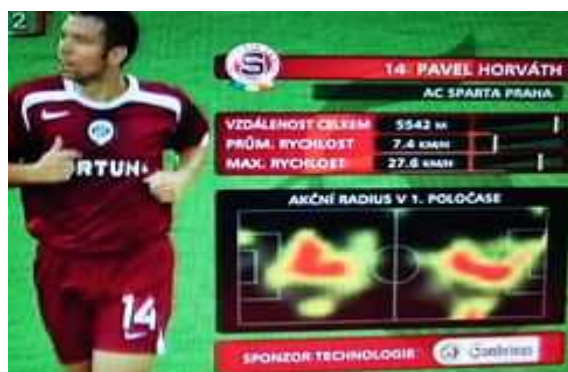 2
S
14 PAVEL HORVÁTH
AC SPARTA PRAHA
VZDÁLENOST CELKEM 5542 M
PRŮM. RYCHLOST 7.4 KM/H
MAX. RYCHLOST 27.6 KM/H
AKČNÍ RADIUS V 1. POLOČASE
FORTUNA
14
SPONZOR TECHNOLOGIE: Gambrinus